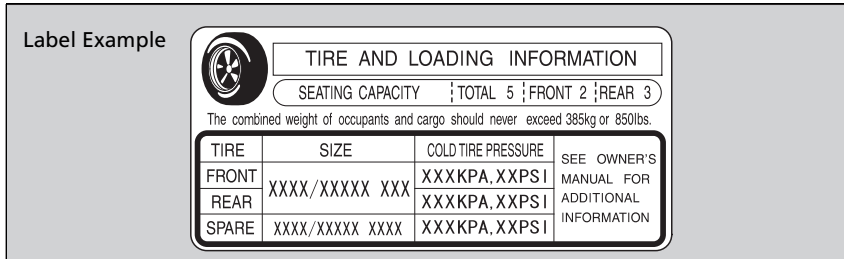 Label Example
TIRE AND LOADING INFORMATION
SEATING CAPACITY TOTAL 5 FRONT 2 REAR 3
The combined weight of occupants and cargo should never exceed 385kg or 850lbs.
TIRE SIZE COLD TIRE PRESSURE SEE OWNER'S MANUAL FOR ADDITIONAL INFORMATION
FRONT XXXX/XXXXX XXX XXXKPA,XXPSI
REAR XXXKPA,XXPSI
SPARE XXXX/XXXXX XXXX XXXKPA,XXPSI